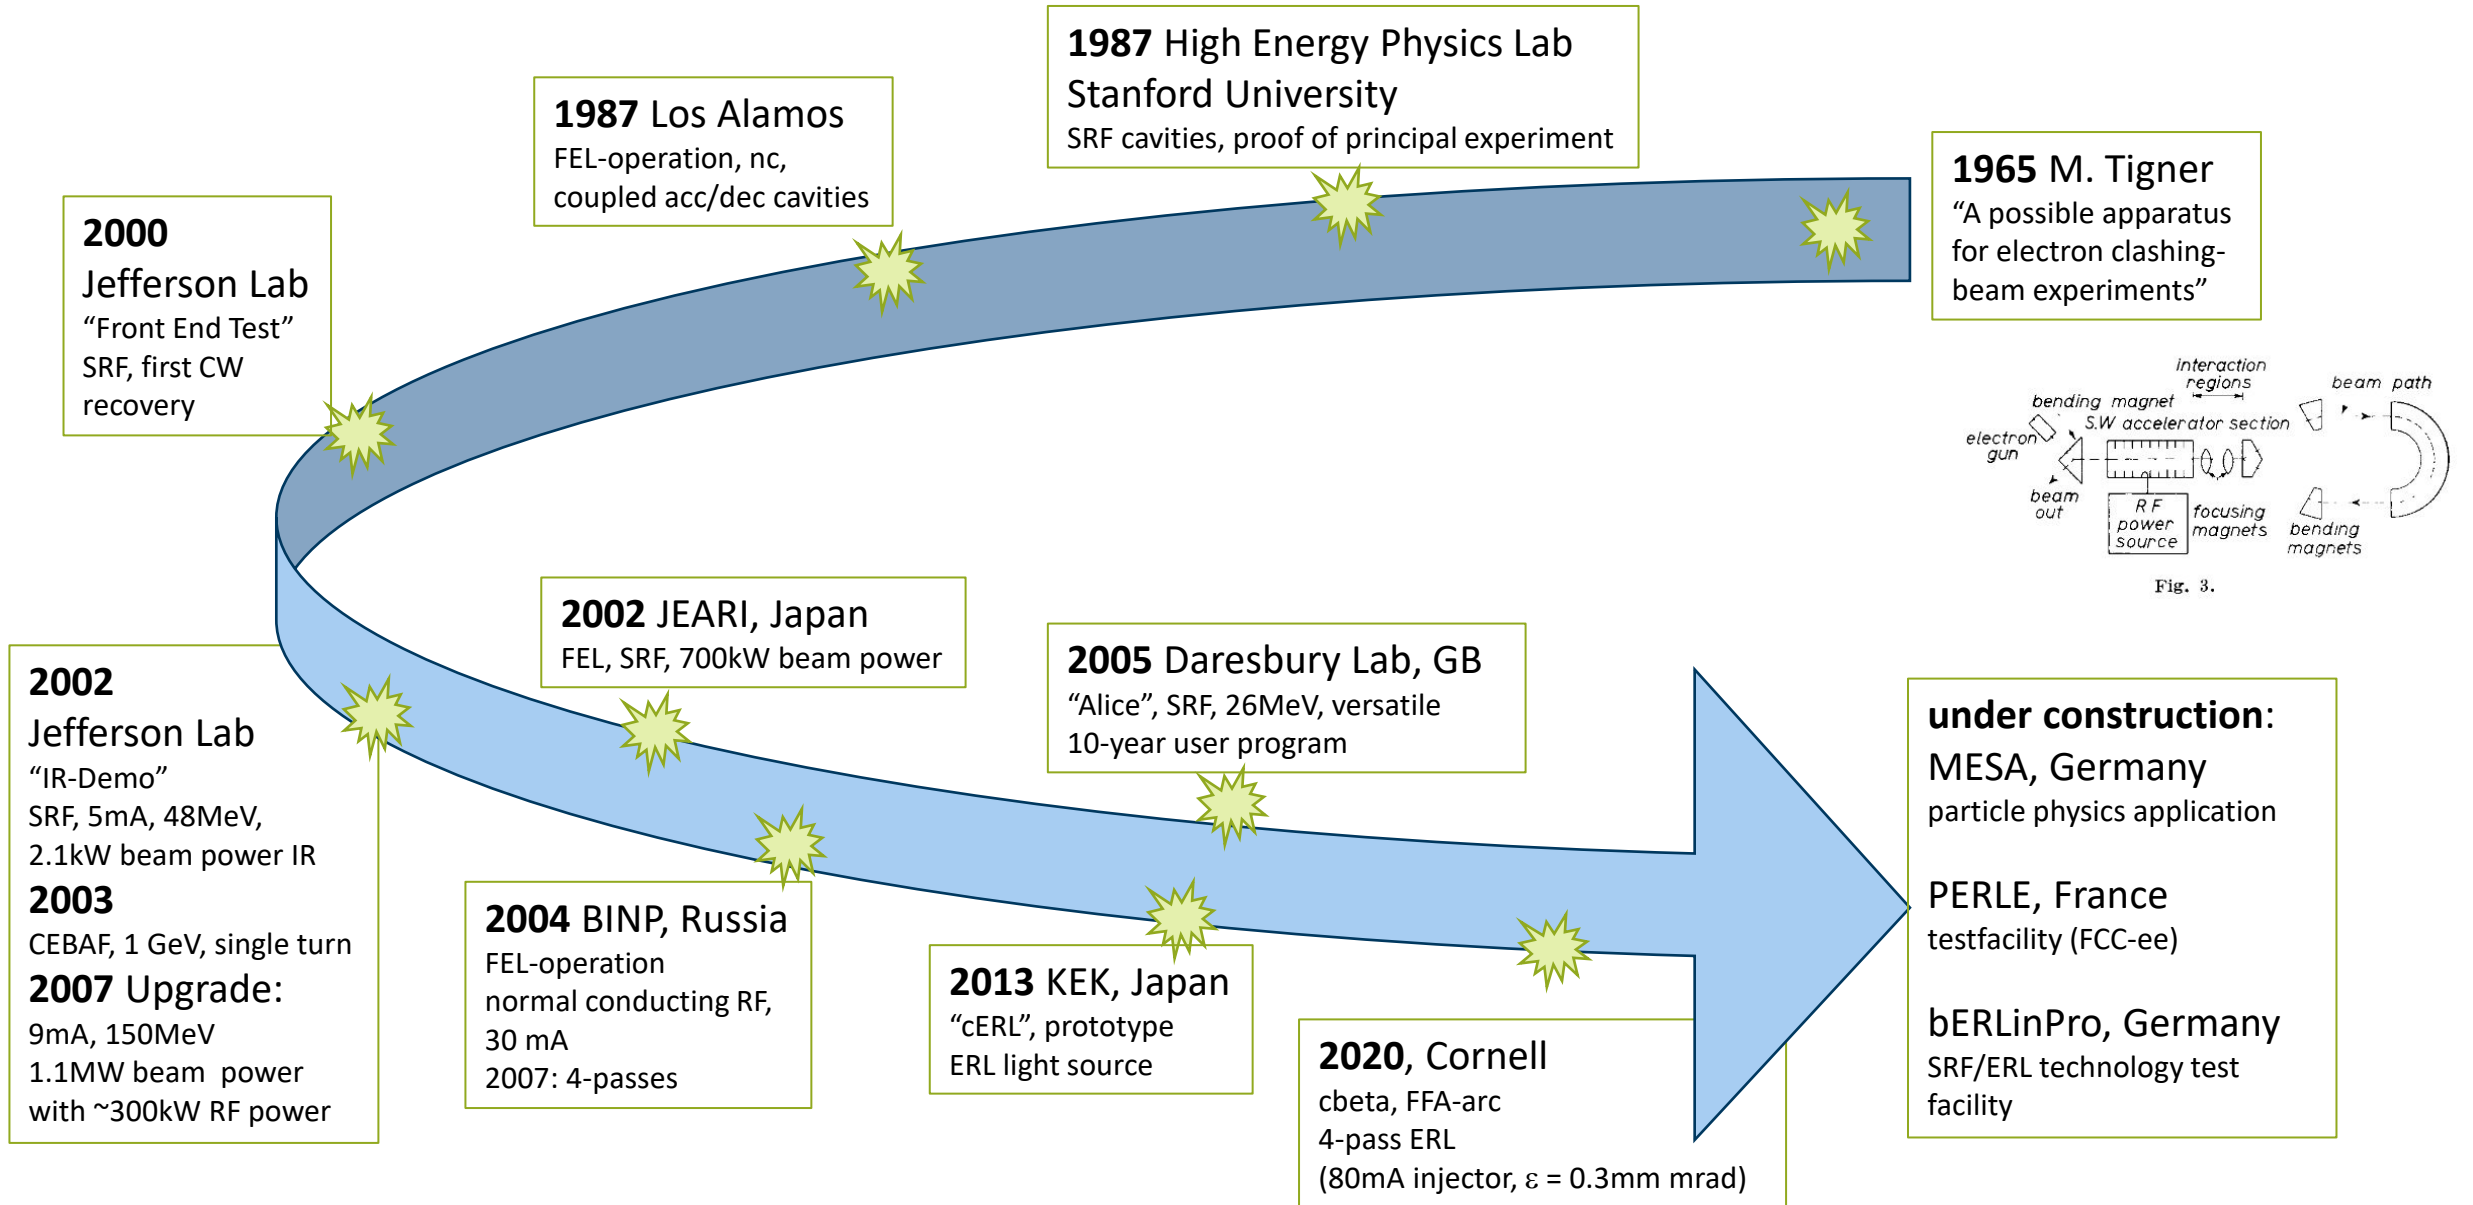 1987 High Energy Physics Lab
Stanford University
SRF cavities, proof of principal experiment
1987 Los Alamos
FEL-operation, nc,
coupled acc/dec cavities
1965 M. Tigner
“A possible apparatus
for electron clashing-
beam experiments”
2000
Jefferson Lab
“Front End Test”
SRF, first CW
recovery
interaction
regions
beam path
bending magnet
S.W accelerator section
electron
gun
beam
out
RF
power
source
focusing
magnets
bending
magnets
Fig. 3.
2002 JEARI, Japan
FEL, SRF, 700kW beam power
2005 Daresbury Lab, GB
“Alice”, SRF, 26MeV, versatile
10-year user program
2002
Jefferson Lab
“IR-Demo”
SRF, 5mA, 48MeV,
2.1kW beam power IR
2003
CEBAF, 1 GeV, single turn
2007 Upgrade:
9mA, 150MeV
1.1MW beam  power
with ~300kW RF power
2004 BINP, Russia
FEL-operation
normal conducting RF,
30 mA
2007: 4-passes
2013 KEK, Japan
“cERL”, prototype
ERL light source
2020, Cornell
cbeta, FFA-arc
4-pass ERL
(80mA injector, ε = 0.3mm mrad)
under construction:
MESA, Germany
particle physics application
PERLE, France
testfacility (FCC-ee)
bERLinPro, Germany
SRF/ERL technology test
facility